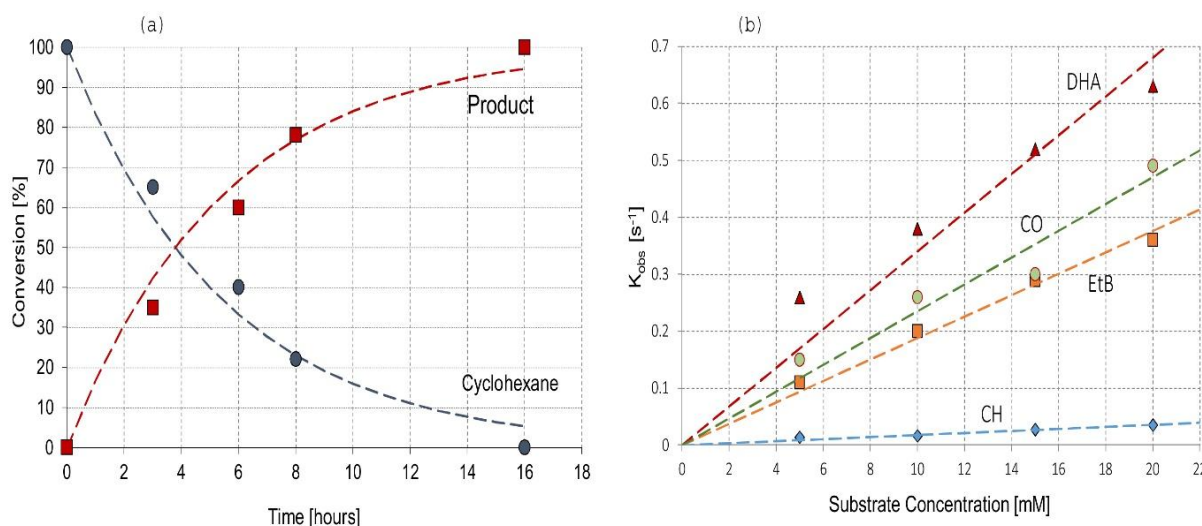 (a)
Conversion [%]
100
90
80
70
60
50
40
30
20
10
0
Product
Cyclohexane
0 2 4 6 8 10 12 14 16 18
Time [hours]
(b)
K_obs [s⁻¹]
0.7
0.6
0.5
0.4
0.3
0.2
0.1
0
DHA
CO
EtB
CH
0 2 4 6 8 10 12 14 16 18 20 22
Substrate Concentration [mM]